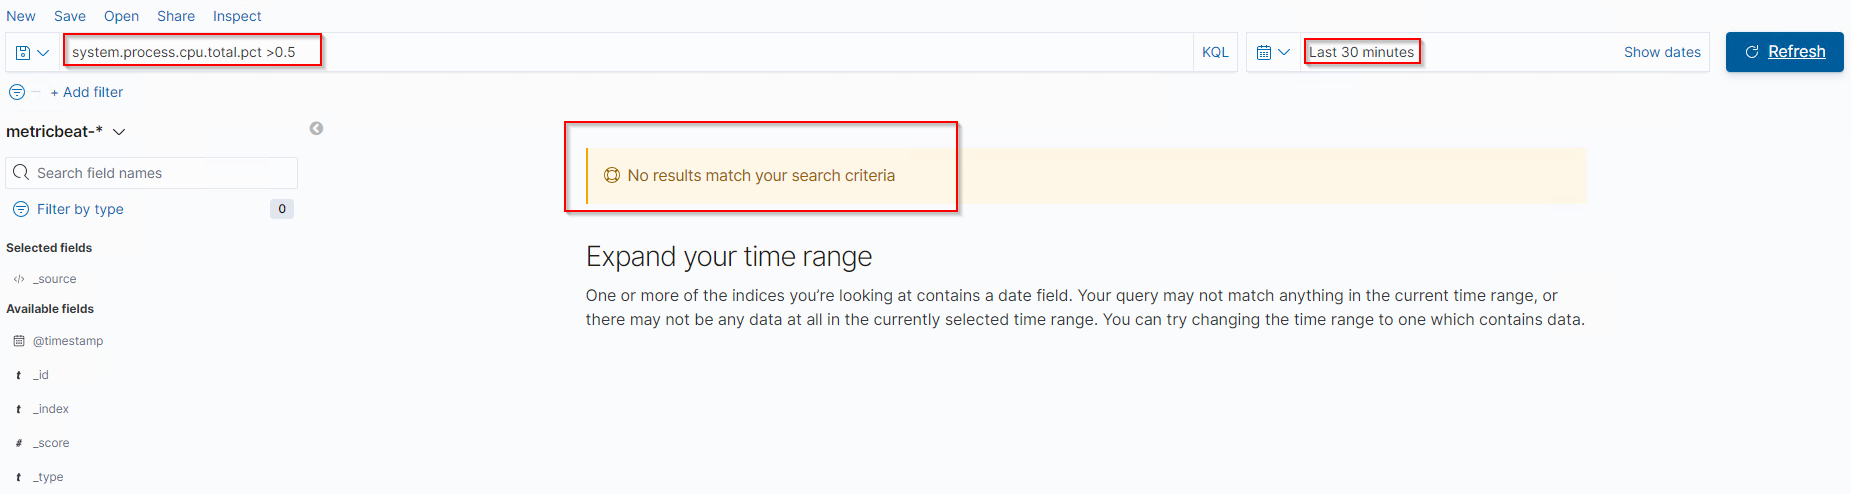 New Save Open Share Inspect
system.process.cpu.total.pct >0.5 KQL Last 30 minutes Show dates Refresh
+ Add filter
metricbeat-*
Search field names
Filter by type 0
Selected fields
</> _source
Available fields
@timestamp
t _id
t _index
# _score
t _type
No results match your search criteria
Expand your time range
One or more of the indices you’re looking at contains a date field. Your query may not match anything in the current time range, or
there may not be any data at all in the currently selected time range. You can try changing the time range to one which contains data.